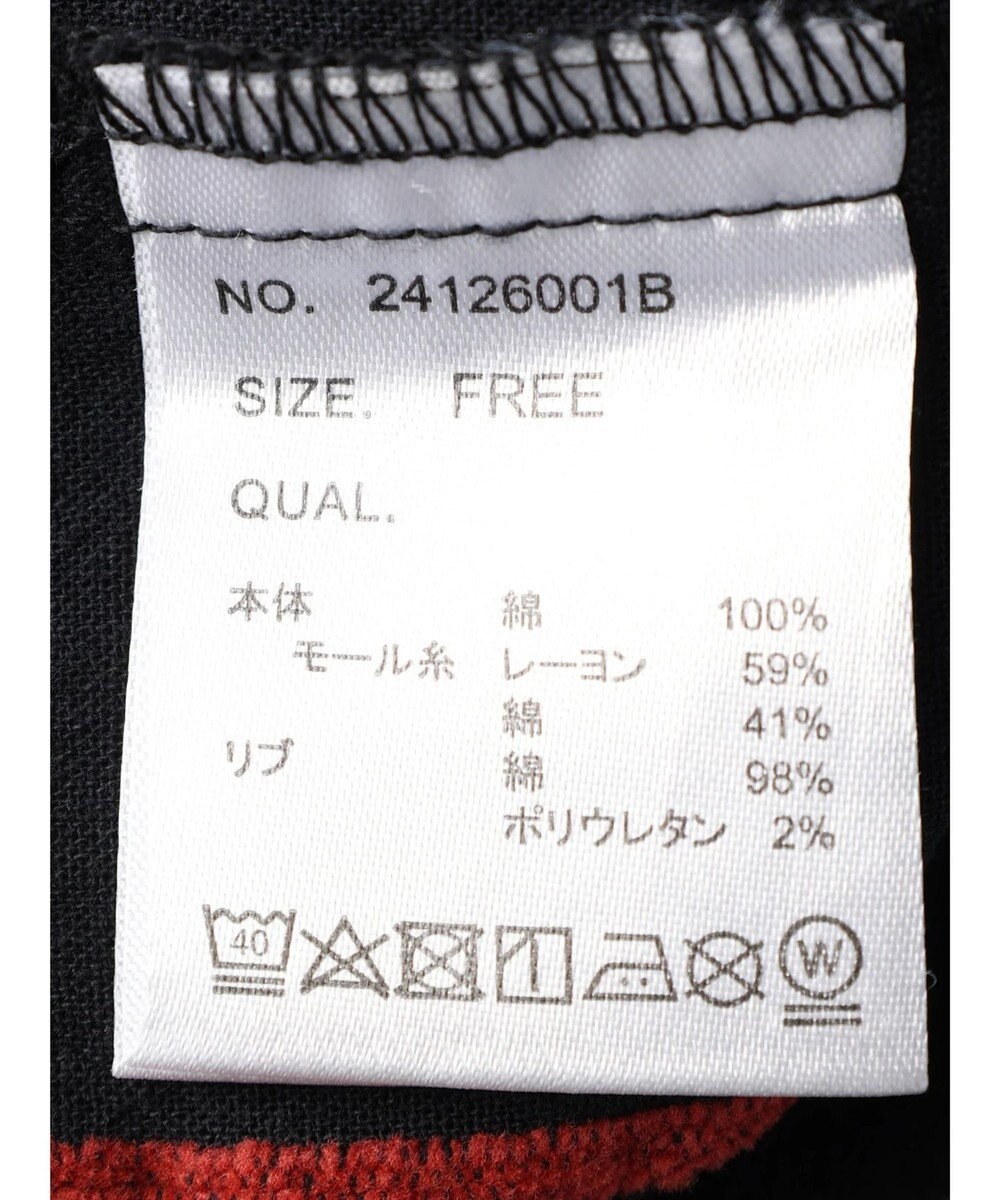 NO. 24126001B
SIZE. FREE
QUAL.
本体 綿 100%
モール糸 レーヨン 59%
綿 41%
リブ 綿 98%
ポリウレタン 2%
40 W